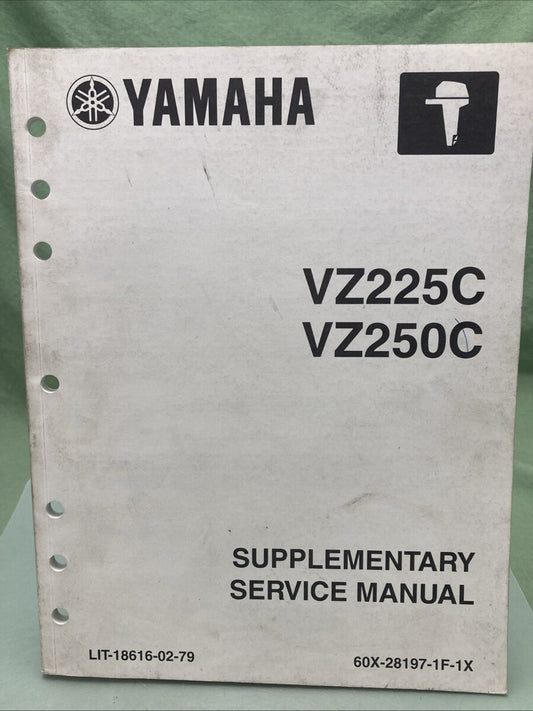 YAMAHA
VZ225C
VZ250C
SUPPLEMENTARY
SERVICE MANUAL
LIT-18616-02-79
60X-28197-1F-1X